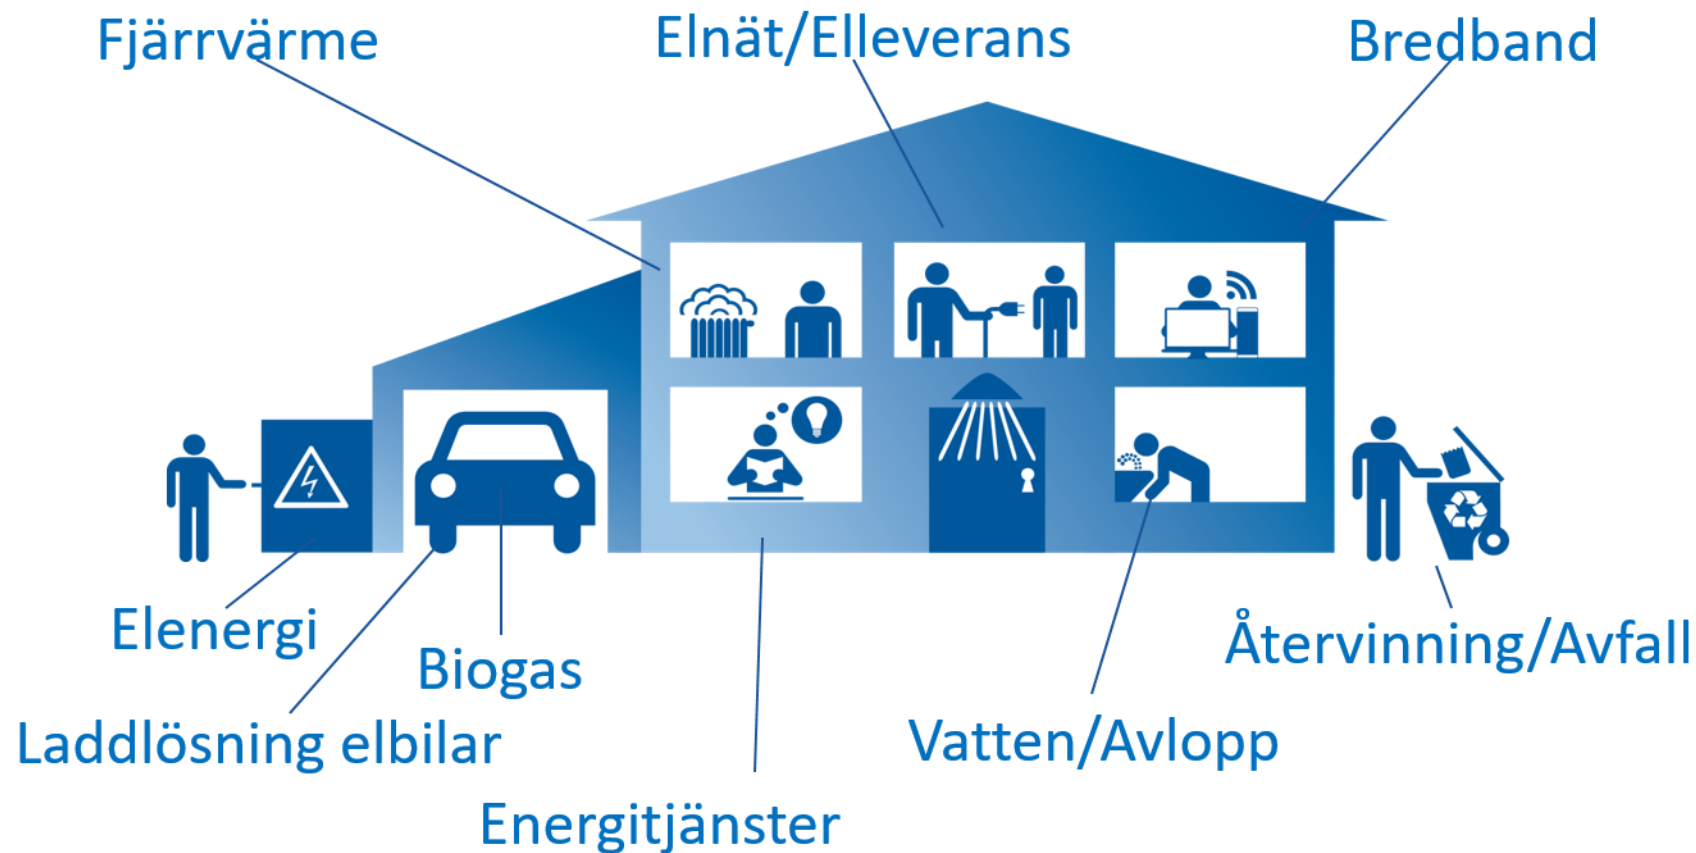 Fjärrvärme
Elnät/Elleverans
Bredband
Elenergi
Biogas
Återvinning/Avfall
Laddlösning elbilar
Vatten/Avlopp
Energitjänster